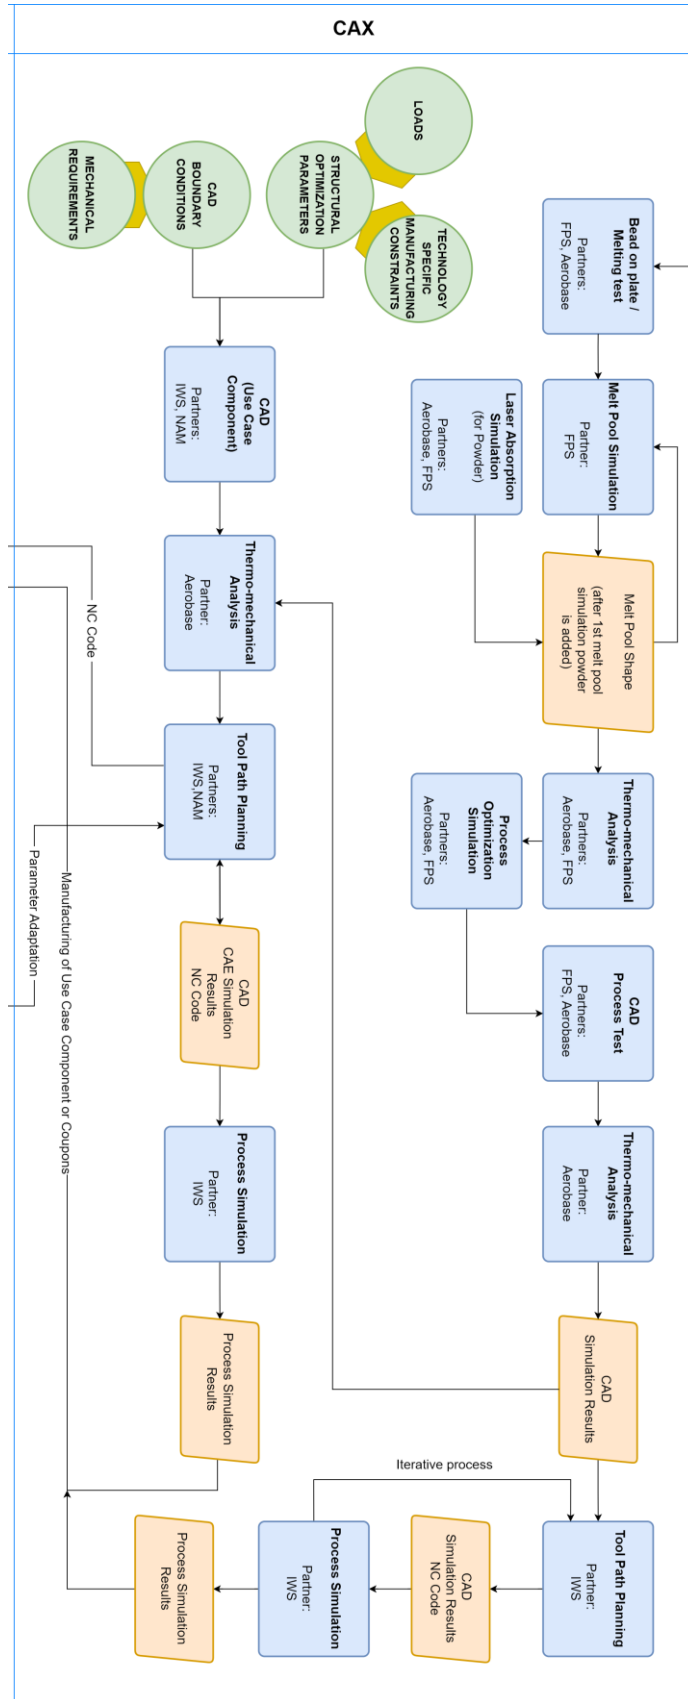 CAX
LOADS
STRUCTURAL
OPTIMIZATION
PARAMETERS
TECHNOLOGY
SPECIFIC
MANUFACTURING
CONSTRAINTS
CAD
BOUNDARY
CONDITIONS
MECHANICAL
REQUIREMENTS
Bead on plate /
Melting test
Partners:
FPS, Aerobase
Melt Pool Simulation
Partner:
FPS
Laser Absorption
Simulation
(for Powder)
Partners:
Aerobase, FPS
Melt Pool Shape
(after 1st melt pool
simulation powder
is added)
Thermo-mechanical
Analysis
Partners:
Aerobase, FPS
Process
Optimization
Simulation
Partners:
Aerobase, FPS
CAD
Process Test
Partners:
FPS, Aerobase
Thermo-mechanical
Analysis
Partner:
Aerobase
CAD
Simulation Results
Tool Path Planning
Partner:
IWS
CAD
Simulation Results
NC Code
Iterative process
Process Simulation
Partner:
IWS
Process Simulation
Results
CAD
(Use Case
Component)
Partners:
IWS, NAM
Thermo-mechanical
Analysis
Partner:
Aerobase
Tool Path Planning
Partners:
IWS,NAM
CAD
CAE Simulation
Results
NC Code
Process Simulation
Partner:
IWS
Process Simulation
Results
NC Code
Manufacturing of Use Case Component or Coupons
Parameter Adaptation